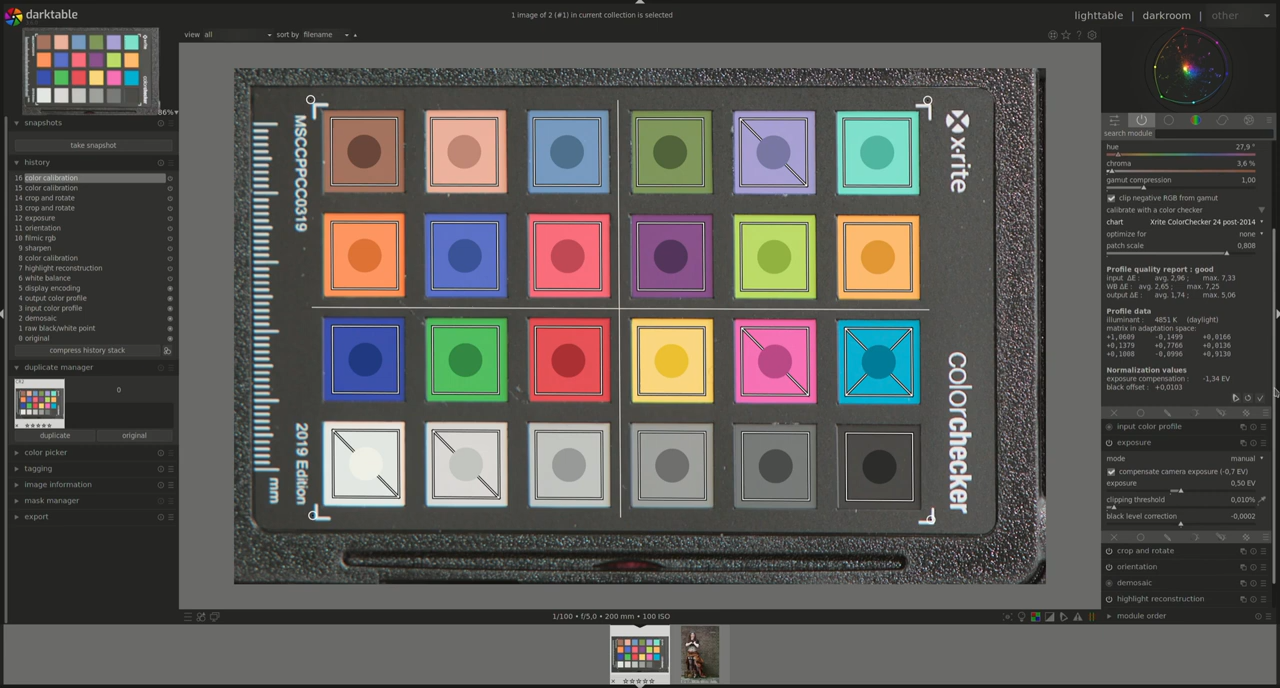 darktable
1 image of 2 (#1) in current collection is selected
lighttable | darkroom | other
view all sort by filename
86%
snapshots
take snapshot
history
16 color calibration
15 color calibration
14 crop and rotate
13 crop and rotate
12 exposure
11 orientation
10 filmic rgb
9 sharpen
8 color calibration
7 highlight reconstruction
6 white balance
5 display encoding
4 output color profile
3 input color profile
2 demosaic
1 raw black/white point
0 original
compress history stack
duplicate manager
0
duplicate original
color picker
tagging
image information
mask manager
export
MSCCPPCC0319
2019 Edition
mm
x·rite
colorchecker
1/100 • f/5,0 • 200 mm • 100 ISO
search module
hue 27,9 °
chroma 3,6 %
gamut compression 1,00
clip negative RGB from gamut
calibrate with a color checker
chart Xrite ColorChecker 24 post-2014
optimize for none
patch scale 0,808
Profile quality report : good
input ΔE : avg. 2,96 ; max. 7,33
WB ΔE : avg. 2,65 ; max. 7,25
output ΔE : avg. 1,74 ; max. 5,06
Profile data
illuminant : 4851 K (daylight)
matrix in adaptation space:
+1,0609 -0,1499 +0,0166
+0,1379 +0,7766 +0,0136
+0,1008 -0,0996 +0,9130
Normalization values
exposure compensation : -1,34 EV
black offset : +0,0103
input color profile
exposure
mode manual
compensate camera exposure (-0,7 EV)
exposure 0,50 EV
clipping threshold 0,010%
black level correction -0,0002
crop and rotate
orientation
demosaic
highlight reconstruction
module order